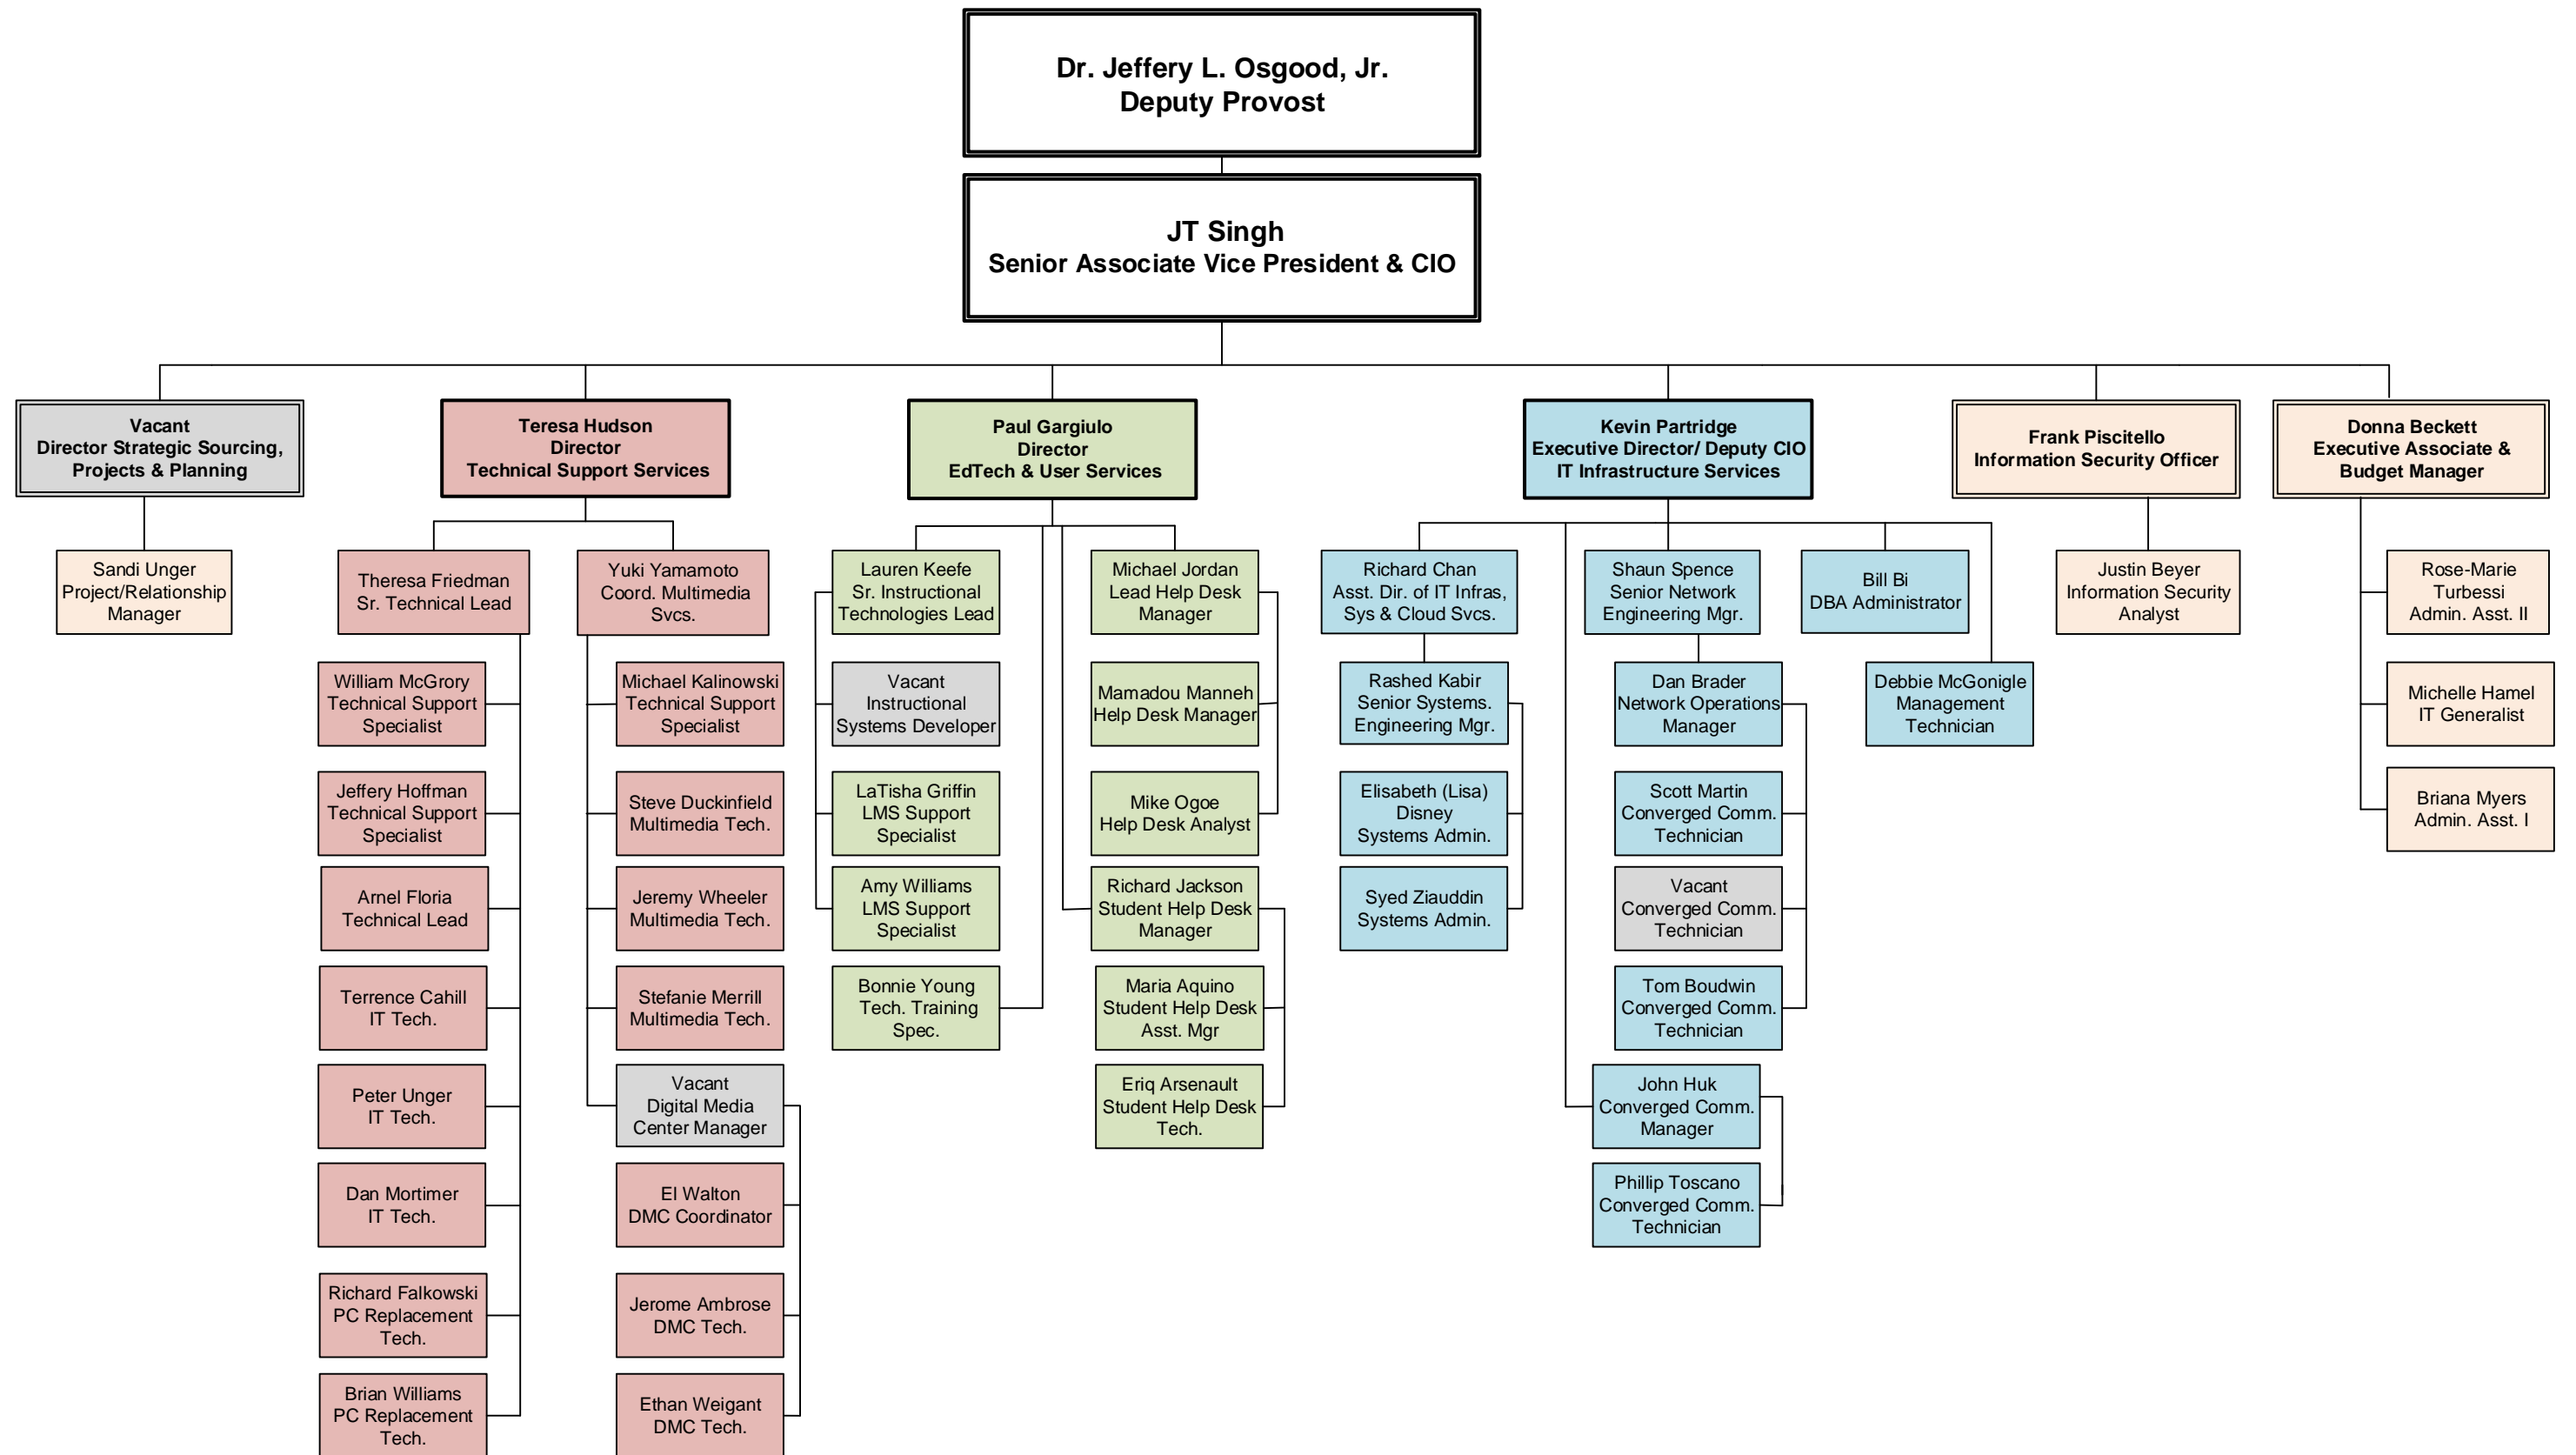 Dr. Jeffery L. Osgood, Jr.
Deputy Provost
JT Singh
Senior Associate Vice President & CIO
Vacant
Director Strategic Sourcing,
Projects & Planning
Teresa Hudson
Director
Technical Support Services
Paul Gargiulo
Director
EdTech & User Services
Kevin Partridge
Executive Director/ Deputy CIO
IT Infrastructure Services
Frank Piscitello
Information Security Officer
Donna Beckett
Executive Associate &
Budget Manager
Sandi Unger
Project/Relationship
Manager
Theresa Friedman
Sr. Technical Lead
Yuki Yamamoto
Coord. Multimedia
Svcs.
Lauren Keefe
Sr. Instructional
Technologies Lead
Michael Jordan
Lead Help Desk
Manager
Richard Chan
Asst. Dir. of IT Infras,
Sys & Cloud Svcs.
Shaun Spence
Senior Network
Engineering Mgr.
Bill Bi
DBA Administrator
Justin Beyer
Information Security
Analyst
Rose-Marie
Turbessi
Admin. Asst. II
William McGrory
Technical Support
Specialist
Michael Kalinowski
Technical Support
Specialist
Vacant
Instructional
Systems Developer
Mamadou Manneh
Help Desk Manager
Rashed Kabir
Senior Systems.
Engineering Mgr.
Dan Brader
Network Operations
Manager
Debbie McGonigle
Management
Technician
Michelle Hamel
IT Generalist
Jeffery Hoffman
Technical Support
Specialist
Steve Duckinfield
Multimedia Tech.
LaTisha Griffin
LMS Support
Specialist
Mike Ogoe
Help Desk Analyst
Elisabeth (Lisa)
Disney
Systems Admin.
Scott Martin
Converged Comm.
Technician
Briana Myers
Admin. Asst. I
Arnel Floria
Technical Lead
Jeremy Wheeler
Multimedia Tech.
Amy Williams
LMS Support
Specialist
Richard Jackson
Student Help Desk
Manager
Syed Ziauddin
Systems Admin.
Vacant
Converged Comm.
Technician
Terrence Cahill
IT Tech.
Stefanie Merrill
Multimedia Tech.
Bonnie Young
Tech. Training
Spec.
Maria Aquino
Student Help Desk
Asst. Mgr
Tom Boudwin
Converged Comm.
Technician
Peter Unger
IT Tech.
Vacant
Digital Media
Center Manager
Eriq Arsenault
Student Help Desk
Tech.
John Huk
Converged Comm.
Manager
Dan Mortimer
IT Tech.
El Walton
DMC Coordinator
Phillip Toscano
Converged Comm.
Technician
Richard Falkowski
PC Replacement
Tech.
Jerome Ambrose
DMC Tech.
Brian Williams
PC Replacement
Tech.
Ethan Weigant
DMC Tech.